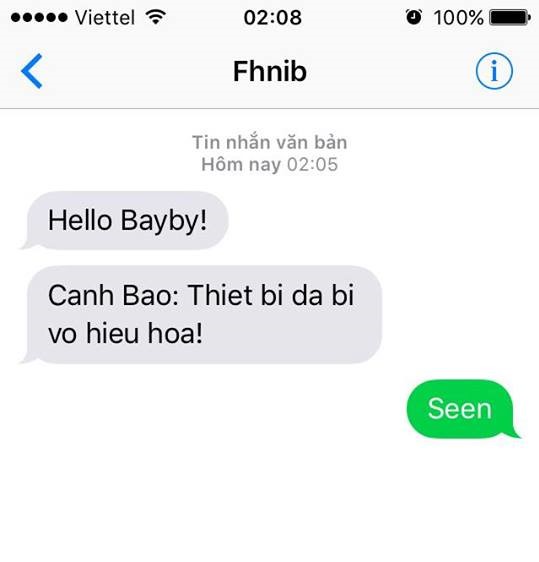 Viettel 02:08 100%
Fhnib
Tin nhắn văn bản
Hôm nay 02:05
Hello Bayby!
Canh Bao: Thiet bi da bi
vo hieu hoa!
Seen